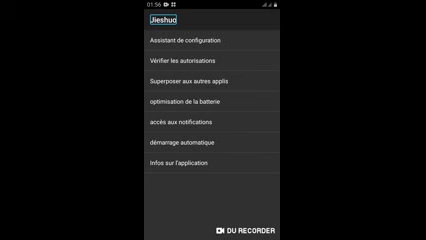 01:56
Jieshuo
Assistant de configuration
Vérifier les autorisations
Superposer aux autres applis
optimisation de la batterie
accès aux notifications
démarrage automatique
Infos sur l'application
DU RECORDER